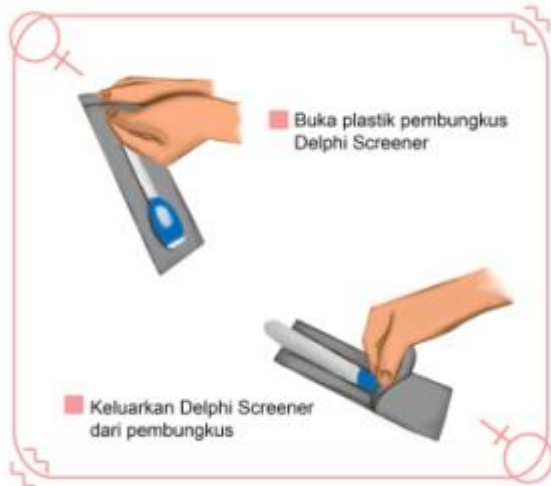 Buka plastik pembungkus
Delphi Screener
Keluarkan Delphi Screener
dari pembungkus